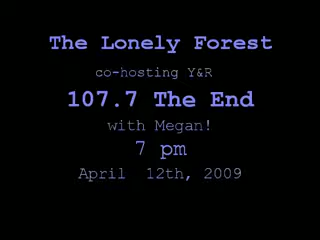 The Lonely Forest
co-hosting Y&R
107.7 The End
with Megan!
7 pm
April 12th, 2009